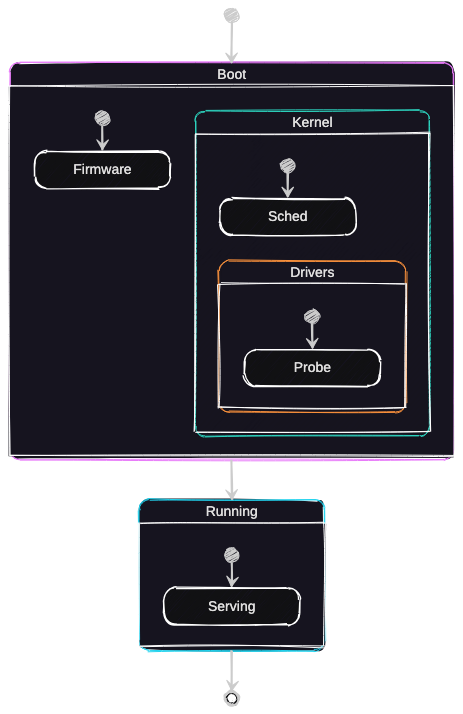 Boot
Kernel
Firmware
Sched
Drivers
Probe
Running
Serving